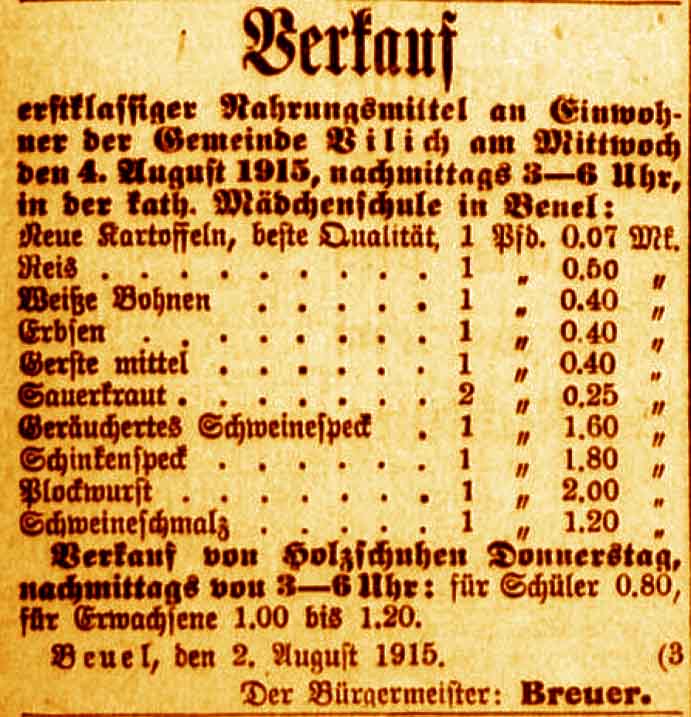 Verkauf
erstklassiger Nahrungsmittel an Einwoh-
ner der Gemeinde Vilich am Mittwoch
den 4. August 1915, nachmittags 3—6 Uhr,
in der kath. Mädchenschule in Beuel:
Neue Kartoffeln, beste Qualität, 1 Pfd. 0.07 Mk.
Reis . . . . . . . . . 1 „ 0.50 „
Weiße Bohnen . . . . . . 1 „ 0.40 „
Erbsen . . . . . . . . 1 „ 0.40 „
Gerste mittel . . . . . . . 1 „ 0.40 „
Sauerkraut . . . . . . . 2 „ 0.25 „
Geräuchertes Schweinespeck . 1 „ 1.60 „
Schinkenspeck . . . . . . 1 „ 1.80 „
Plockwurst . . . . . . . 1 „ 2.00 „
Schweineschmalz . . . . . 1 „ 1.20 „
Verkauf von Holzschuhen Donnerstag,
nachmittags von 3—6 Uhr: für Schüler 0.80,
für Erwachsene 1.00 bis 1.20.
Beuel, den 2. August 1915. (3
Der Bürgermeister: Breuer.